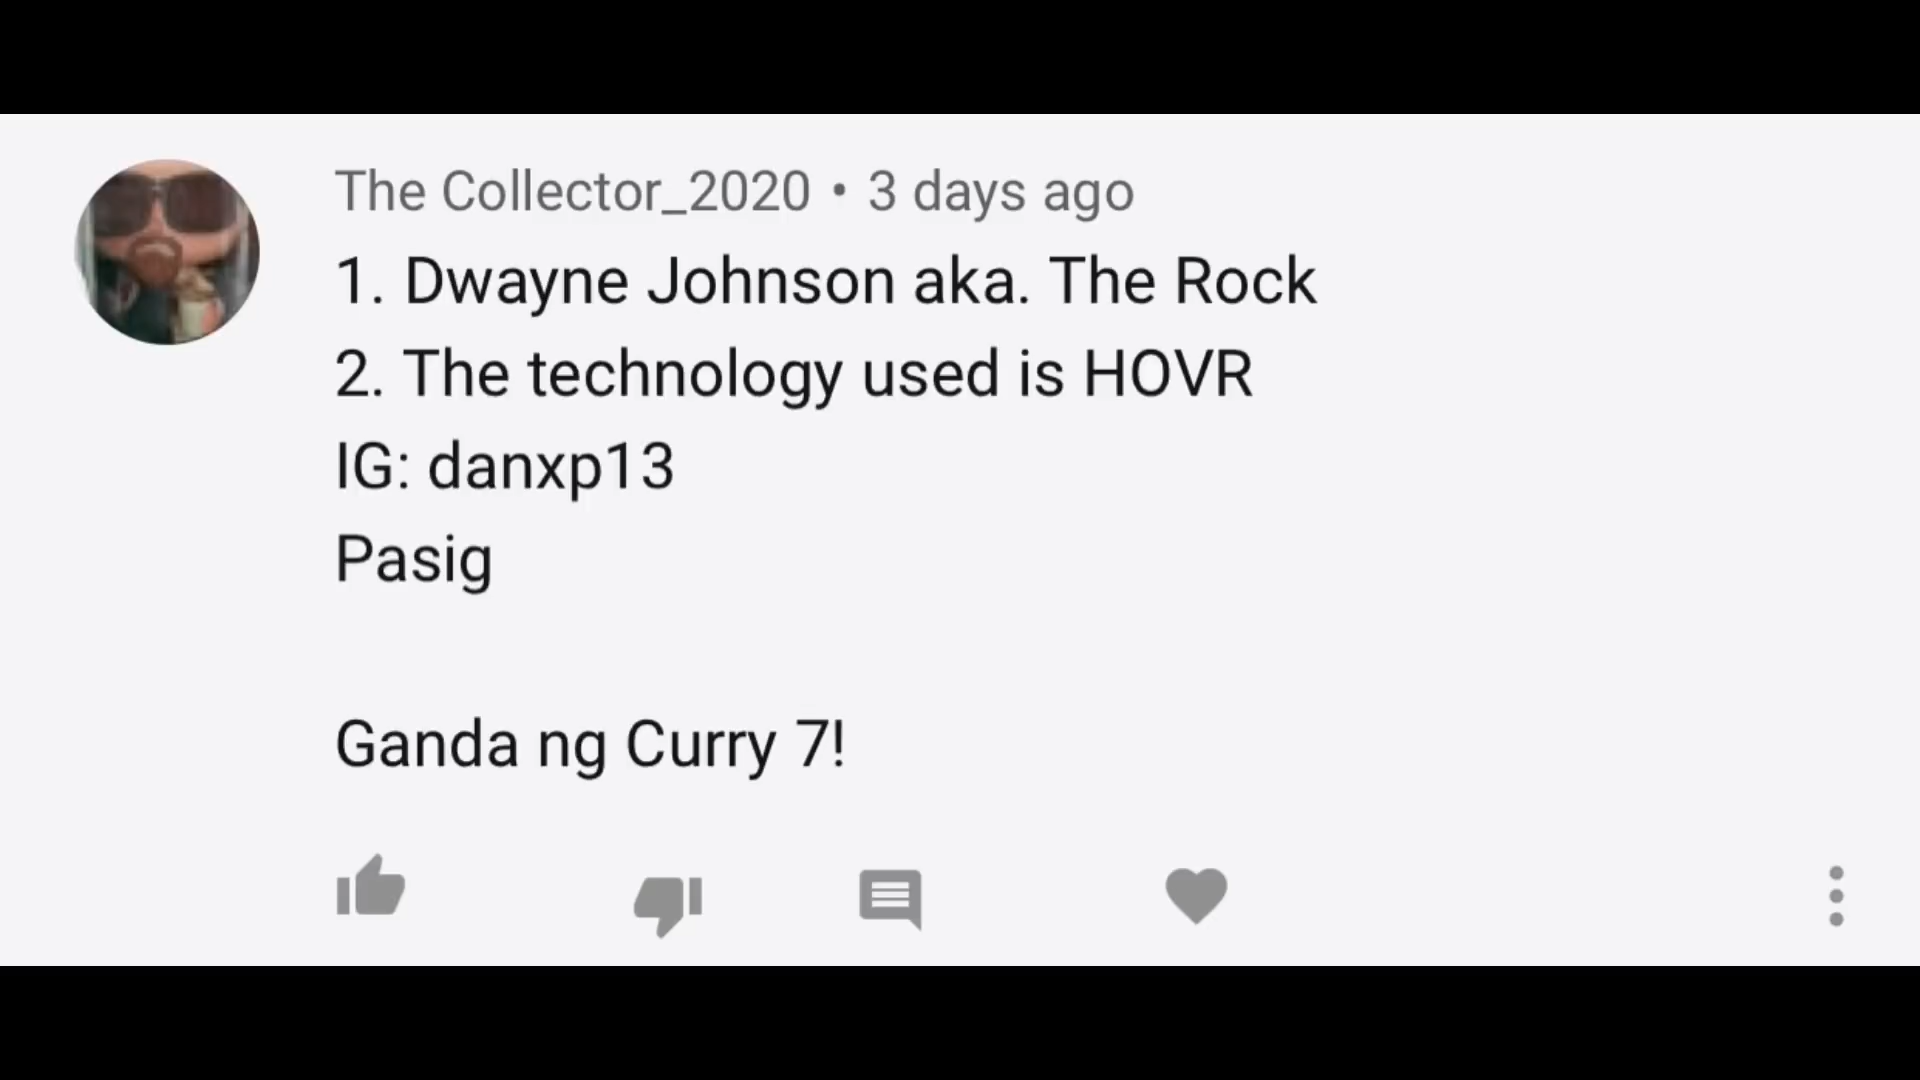 The Collector_2020 • 3 days ago
1. Dwayne Johnson aka. The Rock
2. The technology used is HOVR
IG: danxp13
Pasig
Ganda ng Curry 7!